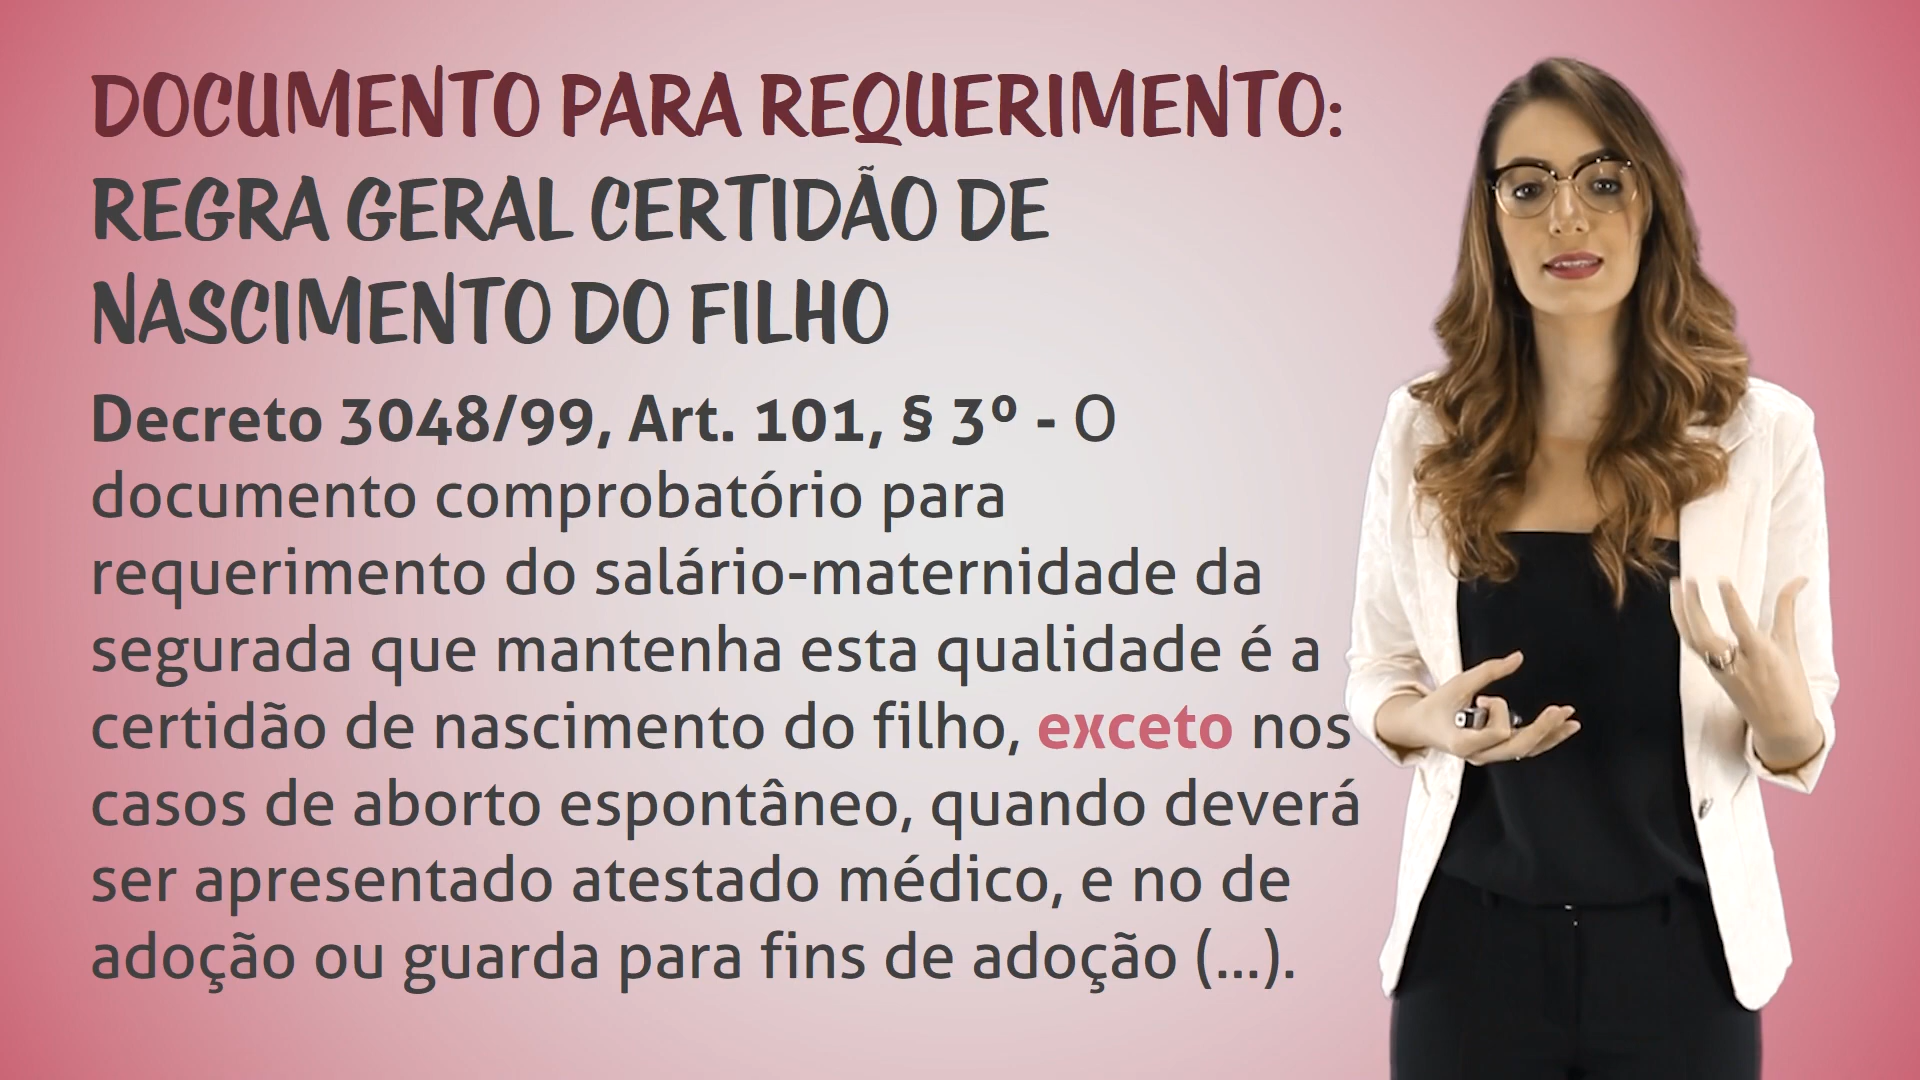 DOCUMENTO PARA REQUERIMENTO:
REGRA GERAL CERTIDÃO DE
NASCIMENTO DO FILHO
Decreto 3048/99, Art. 101, § 3º - O
documento comprobatório para
requerimento do salário-maternidade da
segurada que mantenha esta qualidade é a
certidão de nascimento do filho, exceto nos
casos de aborto espontâneo, quando deverá
ser apresentado atestado médico, e no de
adoção ou guarda para fins de adoção (...).